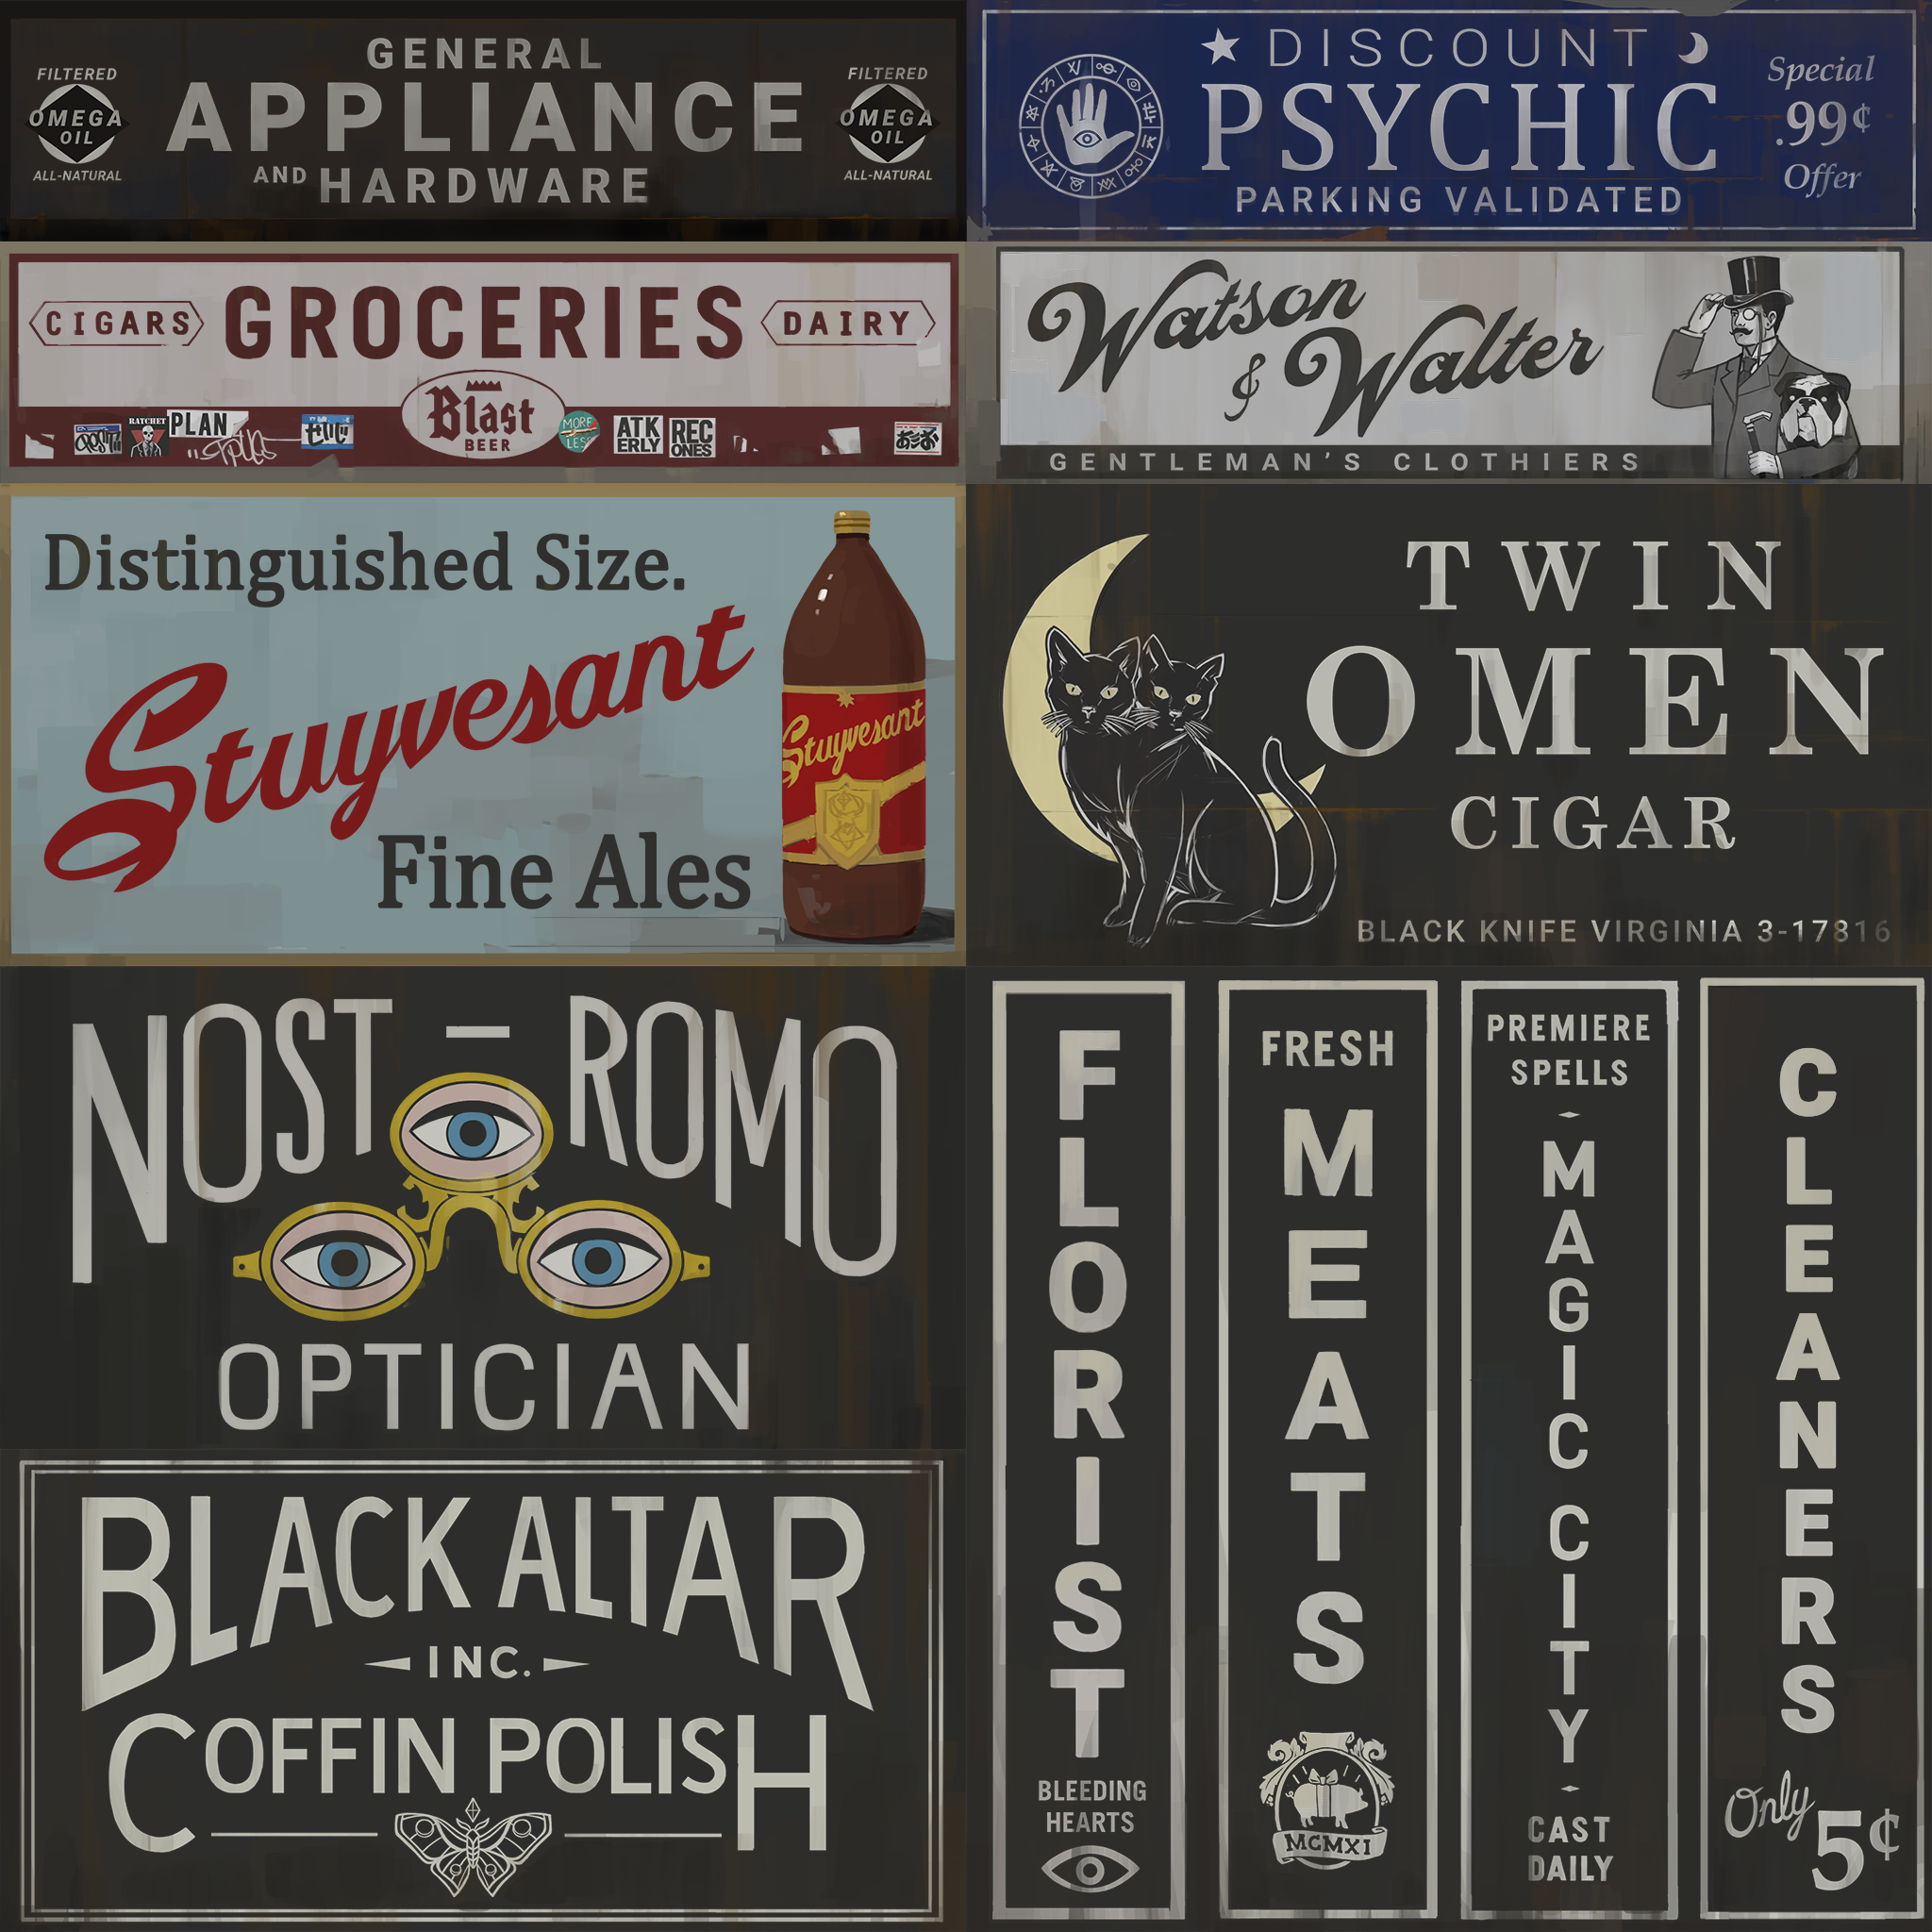 GENERAL
APPLIANCE
AND HARDWARE
FILTERED
OMEGA
OIL
ALL-NATURAL
FILTERED
OMEGA
OIL
ALL-NATURAL
DISCOUNT
PSYCHIC
PARKING VALIDATED
Special
.99¢
Offer
CIGARS
GROCERIES
DAIRY
Blast
BEER
RATCHET
PLAN
MORE
LESS
ATK
ERLY
REC
ONES
Watson
& Walter
GENTLEMAN'S CLOTHIERS
Distinguished Size.
Stuyvesant
Fine Ales
Stuyvesant
TWIN
OMEN
CIGAR
BLACK KNIFE VIRGINIA 3-17816
NOST-ROMO
OPTICIAN
BLACK ALTAR
INC.
COFFIN POLISH
FLORIST
BLEEDING
HEARTS
FRESH
MEATS
MCMXI
PREMIERE
SPELLS
MAGIC CITY
CAST
DAILY
CLEANERS
Only
5¢